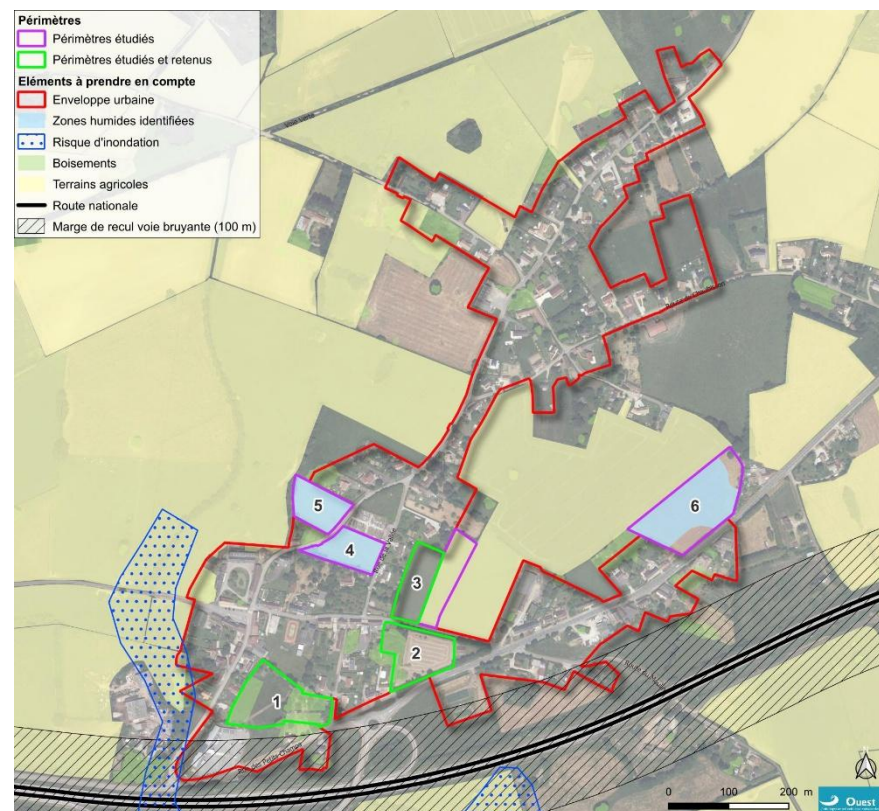 Périmètres
Périmètres étudiés
Périmètres étudiés et retenus
Eléments à prendre en compte
Enveloppe urbaine
Zones humides identifiées
Risque d'inondation
Boisements
Terrains agricoles
Route nationale
Marge de recul voie bruyante (100 m)
5
4
6
3
2
1
0 100 200 m
Ouest